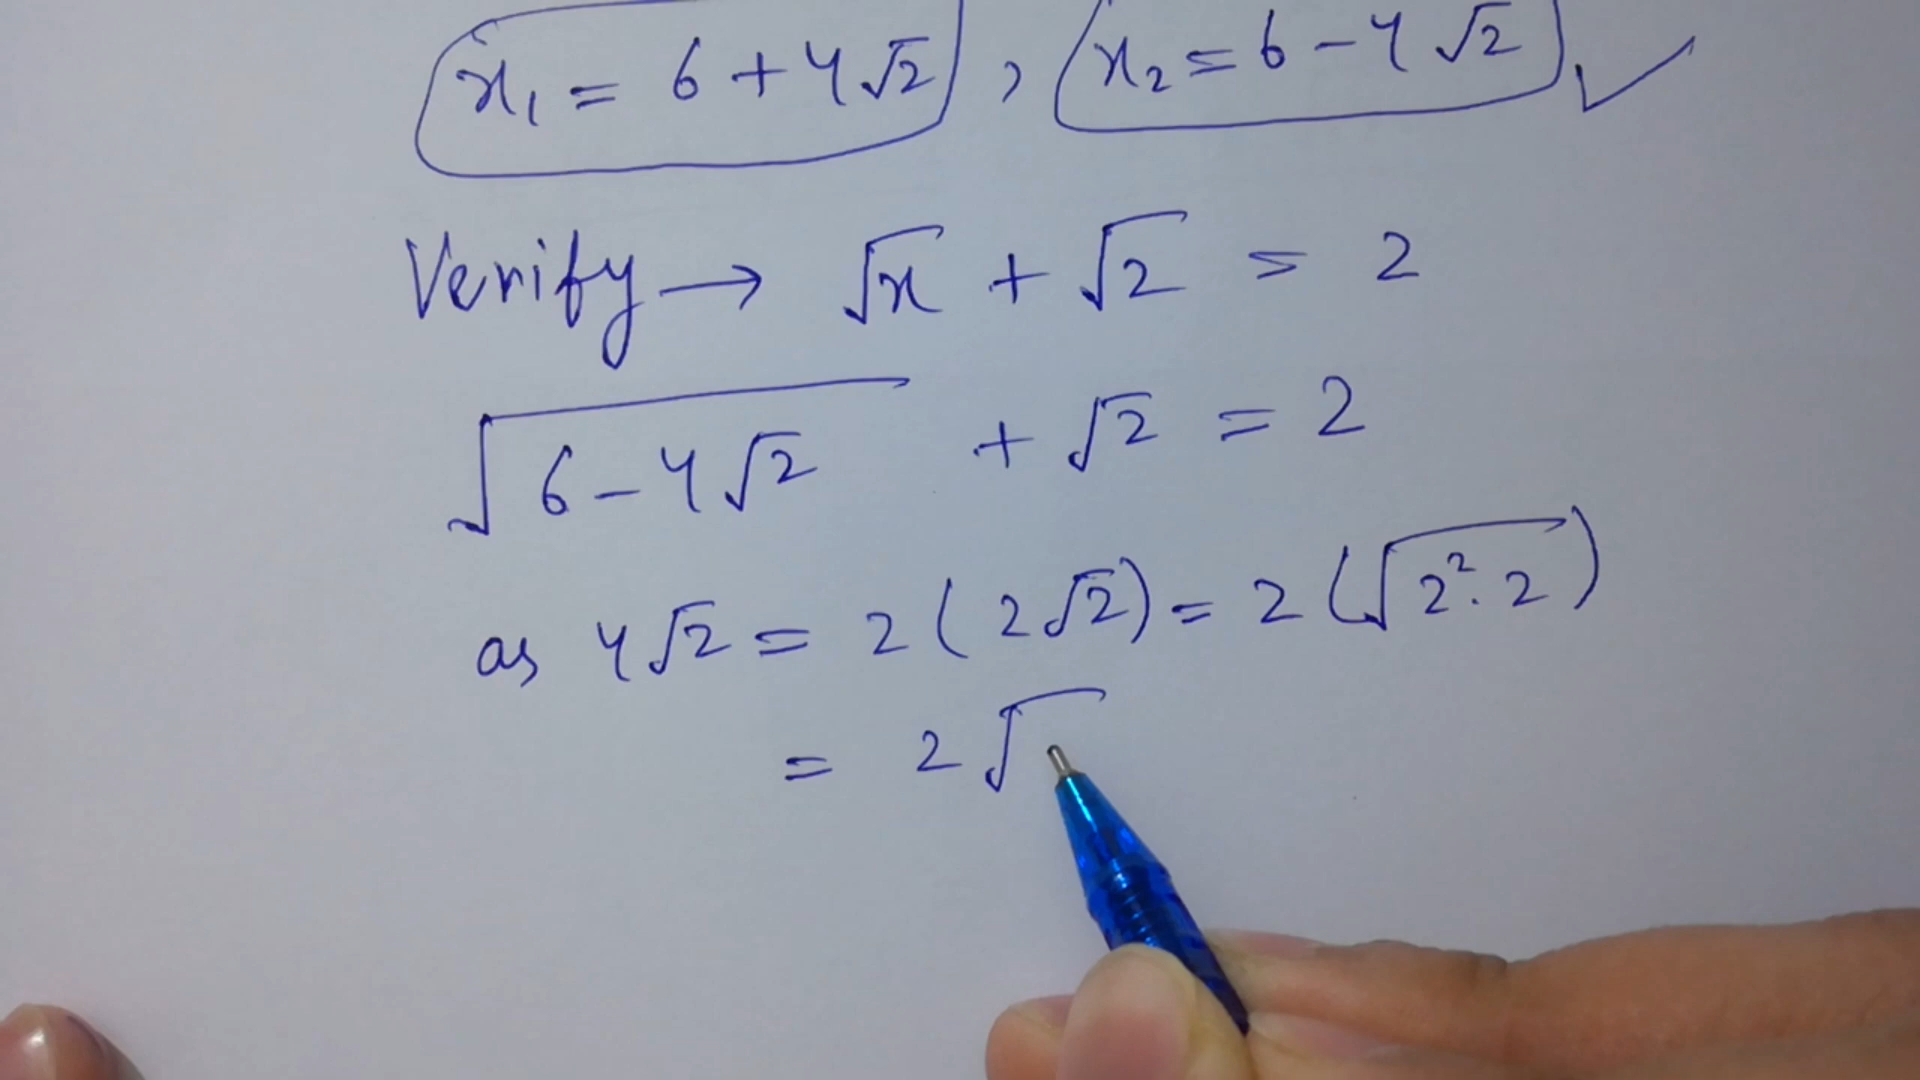 x₁ = 6 + 4√2 , x₂ = 6 - 4√2 ✓
Verify → √x + √2 = 2
√(6 - 4√2) + √2 = 2
as 4√2 = 2(2√2) = 2(√(2².2))
= 2√